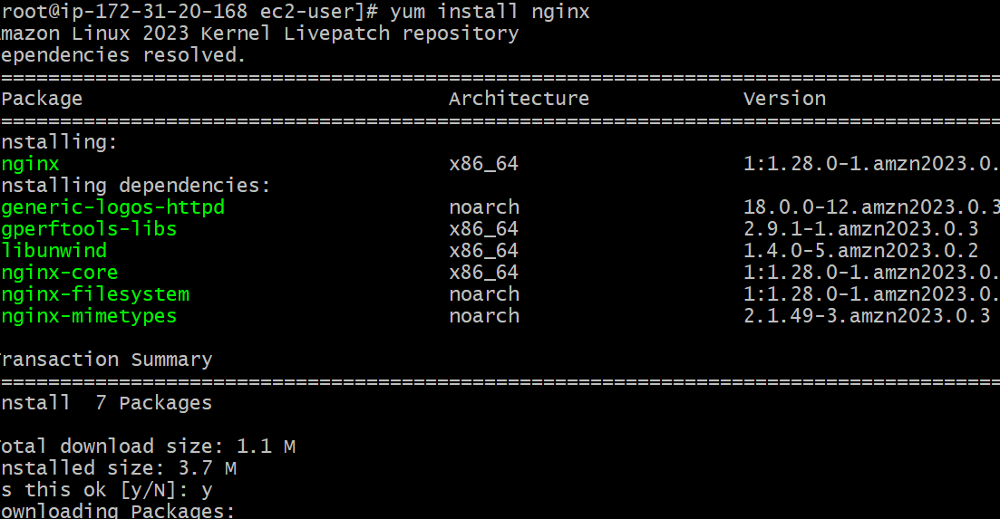 root@ip-172-31-20-168 ec2-user]# yum install nginx
mazon Linux 2023 Kernel Livepatch repository
ependencies resolved.
=====================================================================================
Package Architecture Version
=====================================================================================
nstalling:
nginx x86_64 1:1.28.0-1.amzn2023.0.
nstalling dependencies:
generic-logos-httpd noarch 18.0.0-12.amzn2023.0.3
gperftools-libs x86_64 2.9.1-1.amzn2023.0.3
libunwind x86_64 1.4.0-5.amzn2023.0.2
nginx-core x86_64 1:1.28.0-1.amzn2023.0.
nginx-filesystem noarch 1:1.28.0-1.amzn2023.0.
nginx-mimetypes noarch 2.1.49-3.amzn2023.0.3
ransaction Summary
=====================================================================================
nstall 7 Packages
otal download size: 1.1 M
nstalled size: 3.7 M
s this ok [y/N]: y
ownloading Packages: